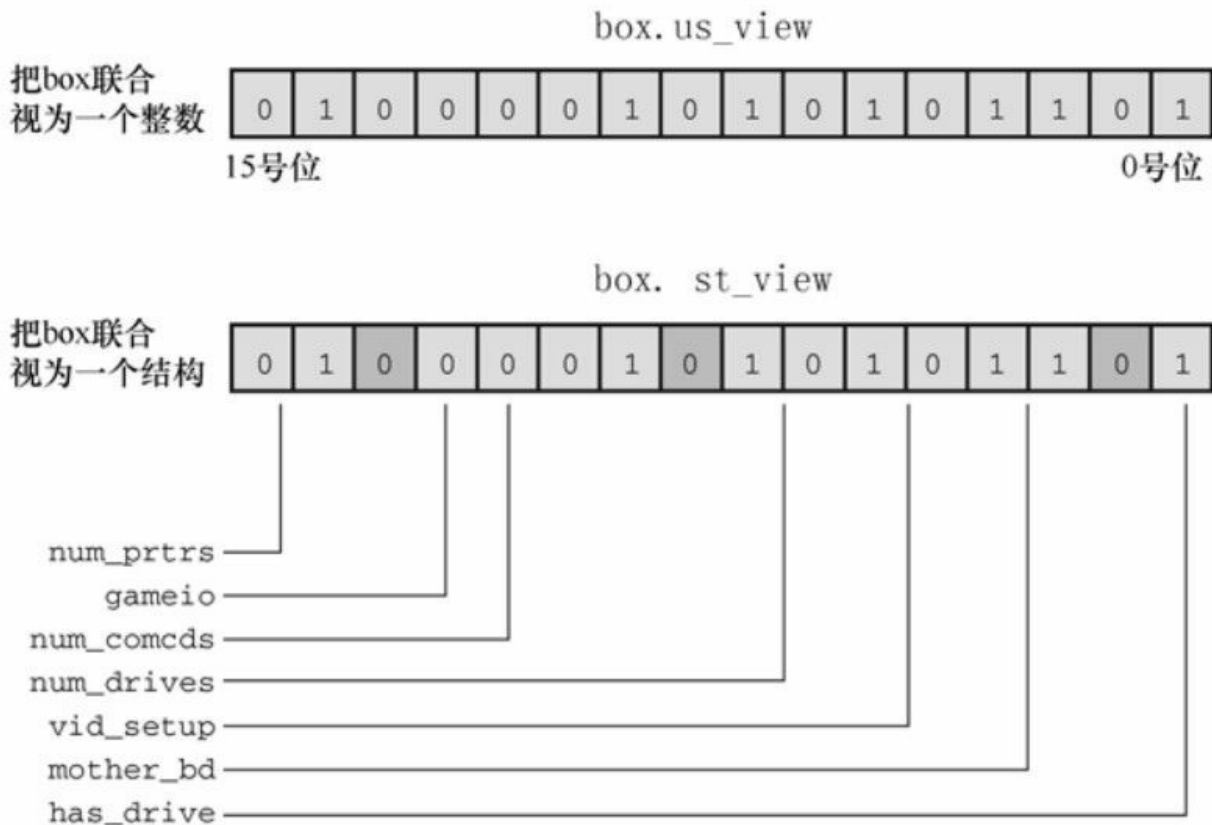 box.us_view
把box联合
视为一个整数
0 1 0 0 0 0 1 0 1 0 1 0 1 1 0 1
15号位 0号位
box. st_view
把box联合
视为一个结构
0 1 0 0 0 0 1 0 1 0 1 0 1 1 0 1
num_prtrs
gameio
num_comcds
num_drives
vid_setup
mother_bd
has_drive